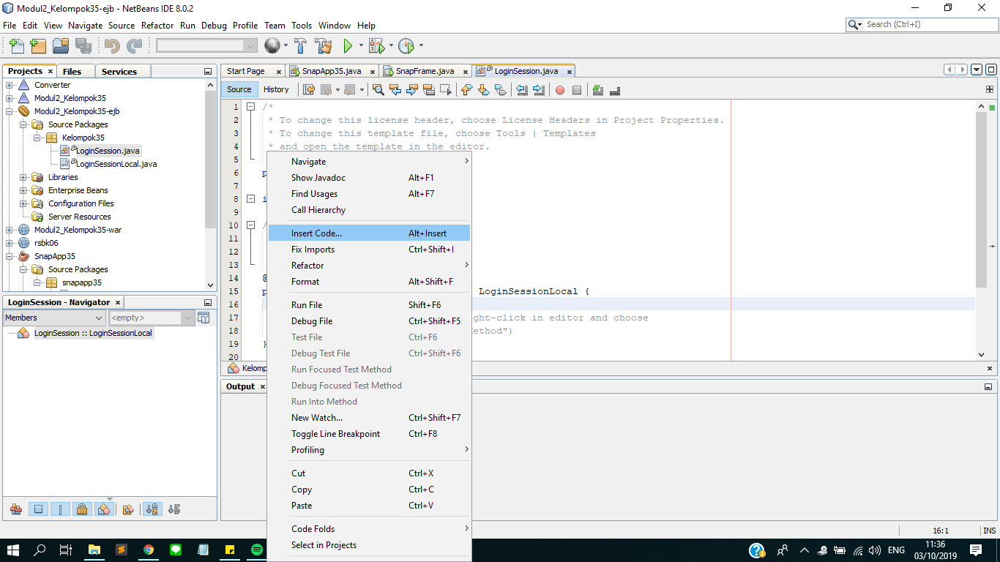 Modul2_Kelompok35-ejb - NetBeans IDE 8.0.2
File Edit View Navigate Source Refactor Run Debug Profile Team Tools Window Help
Search (Ctrl+I)
Projects × Files Services
Converter
Modul2_Kelompok35
Modul2_Kelompok35-ejb
Source Packages
Kelompok35
LoginSession.java
LoginSessionLocal.java
Libraries
Enterprise Beans
Configuration Files
Server Resources
Modul2_Kelompok35-war
rsbk06
SnapApp35
Source Packages
snapapp35
LoginSession - Navigator ×
Members <empty>
LoginSession :: LoginSessionLocal
Start Page × SnapApp35.java × SnapFrame.java × LoginSession.java ×
Source History
1 /*
2 * To change this license header, choose License Headers in Project Properties.
3 * To change this template file, choose Tools | Templates
4 * and open the template in the editor.
5
6 p
7
8 i
9
10 /
11
12
13
14 @
15 p LoginSessionLocal {
16
17 ght-click in editor and choose
18 Method")
19 }
20
Kelomp
Output ×
Navigate
Show Javadoc Alt+F1
Find Usages Alt+F7
Call Hierarchy
Insert Code... Alt+Insert
Fix Imports Ctrl+Shift+I
Refactor
Format Alt+Shift+F
Run File Shift+F6
Debug File Ctrl+Shift+F5
Test File Ctrl+F6
Debug Test File Ctrl+Shift+F6
Run Focused Test Method
Debug Focused Test Method
Run Into Method
New Watch... Ctrl+Shift+F7
Toggle Line Breakpoint Ctrl+F8
Profiling
Cut Ctrl+X
Copy Ctrl+C
Paste Ctrl+V
Code Folds
Select in Projects
16:1 INS
ENG
11:36
03/10/2019